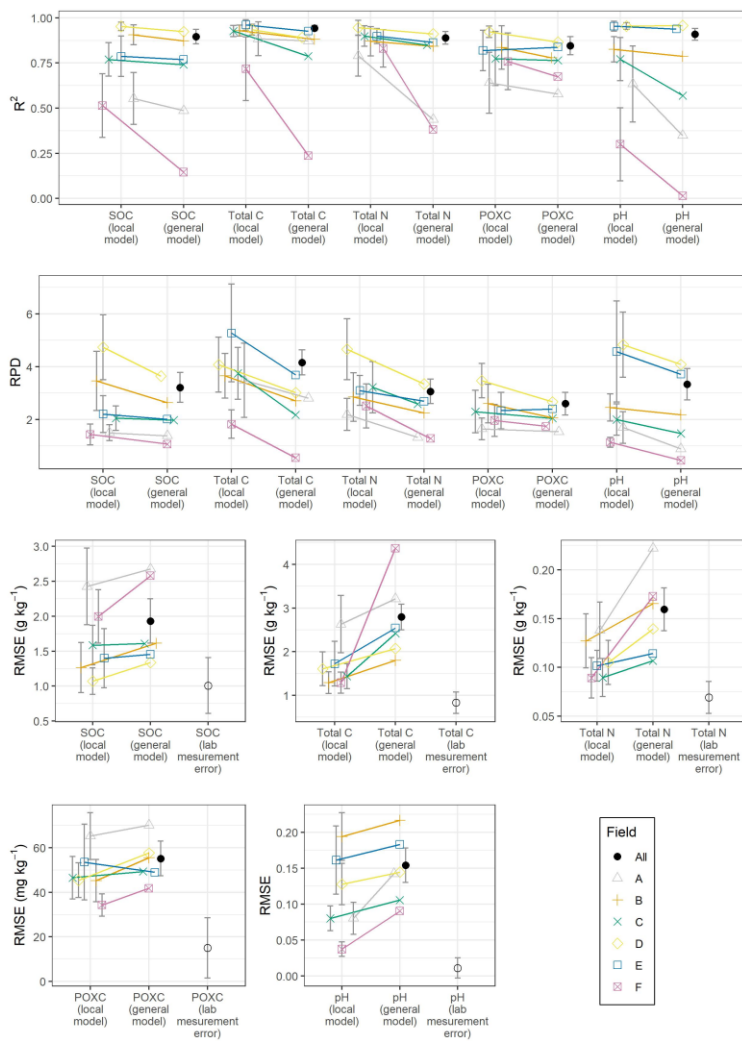 1.00
0.75
0.50
0.25
0.00
R²
SOC
(local
model)
SOC
(general
model)
Total C
(local
model)
Total C
(general
model)
Total N
(local
model)
Total N
(general
model)
POXC
(local
model)
POXC
(general
model)
pH
(local
model)
pH
(general
model)
6
4
2
RPD
SOC
(local
model)
SOC
(general
model)
Total C
(local
model)
Total C
(general
model)
Total N
(local
model)
Total N
(general
model)
POXC
(local
model)
POXC
(general
model)
pH
(local
model)
pH
(general
model)
3.0
2.5
2.0
1.5
1.0
0.5
RMSE (g kg⁻¹)
SOC
(local
model)
SOC
(general
model)
SOC
(lab
mesurement
error)
4
3
2
1
RMSE (g kg⁻¹)
Total C
(local
model)
Total C
(general
model)
Total C
(lab
mesurement
error)
0.20
0.15
0.10
0.05
RMSE (g kg⁻¹)
Total N
(local
model)
Total N
(general
model)
Total N
(lab
mesurement
error)
60
40
20
0
RMSE (mg kg⁻¹)
POXC
(local
model)
POXC
(general
model)
POXC
(lab
mesurement
error)
0.20
0.15
0.10
0.05
0.00
RMSE
pH
(local
model)
pH
(general
model)
pH
(lab
mesurement
error)
Field
All
A
B
C
D
E
F